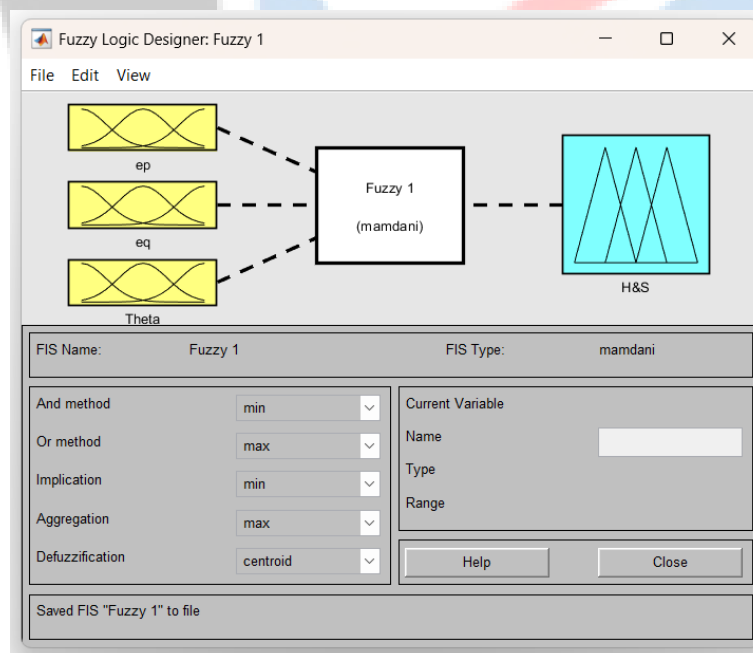 Fuzzy Logic Designer: Fuzzy 1
File Edit View
ep
eq
Theta
Fuzzy 1
(mamdani)
H&S
FIS Name: Fuzzy 1 FIS Type: mamdani
And method min
Or method max
Implication min
Aggregation max
Defuzzification centroid
Current Variable
Name
Type
Range
Help Close
Saved FIS "Fuzzy 1" to file